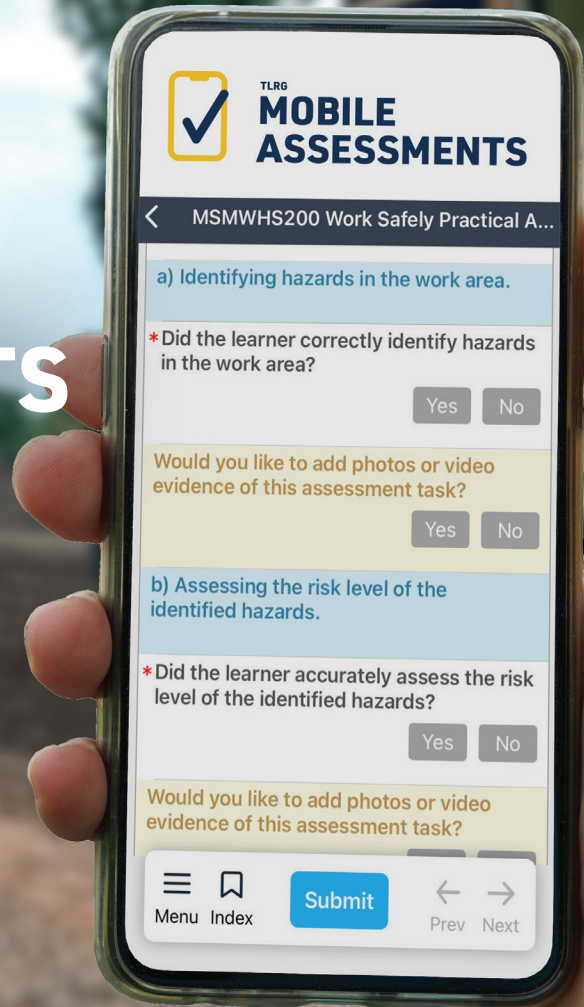 TLRG
MOBILE
ASSESSMENTS
MSMWHS200 Work Safely Practical A...
a) Identifying hazards in the work area.
*Did the learner correctly identify hazards
in the work area?
Yes No
Would you like to add photos or video
evidence of this assessment task?
Yes No
b) Assessing the risk level of the
identified hazards.
*Did the learner accurately assess the risk
level of the identified hazards?
Yes No
Would you like to add photos or video
evidence of this assessment task?
Menu Index Submit Prev Next